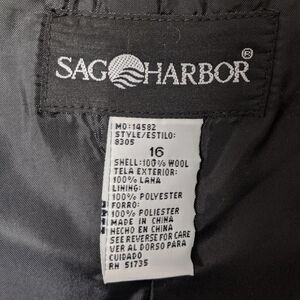 SAG HARBOR®
MO:14582
STYLE/ESTILO:
8305
16
SHELL:100% WOOL
TELA EXTERIOR:
100% LANA
LINING:
100% POLYESTER
FORRO:
100% POLIESTER
MADE IN CHINA
HECHO EN CHINA
SEE REVERSE FOR CARE
VER AL DORSO PARA
CUIDADO
RN 51735